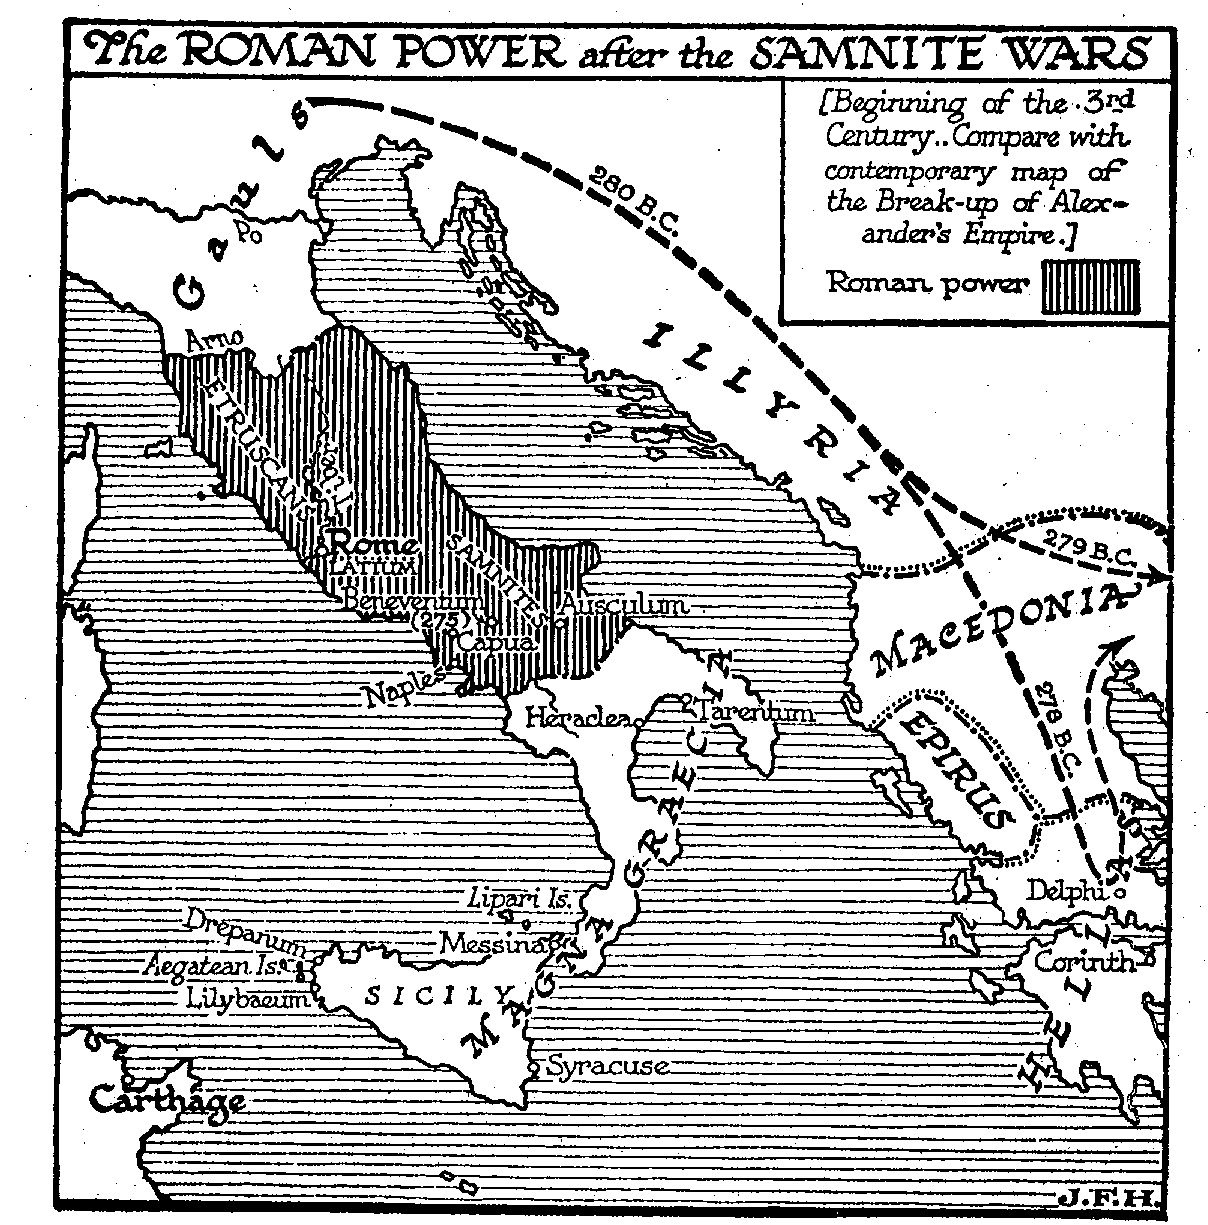 The ROMAN POWER after the SAMNITE WARS
[Beginning of the 3rd
Century.. Compare with
contemporary map of
the Break-up of Alex-
ander's Empire.]
Roman power
Gauls
280 B.C.
Po
ILLYRIA
Arno
ETRUSCANS
279 B.C.
Rome
LATIUM
SAMNITES
MACEDONIA
Beneventum
(275)
Ausculum
Capua
Naples
Heraclea
Tarentum
EPIRUS
278 B.C.
MAGNA GRAECIA
Lipari Is.
Delphi
Drepanum
Messina
Aegatean Is.
Corinth
Lilybaeum
SICILY
HELLAS
Syracuse
Carthage
J.F.H.